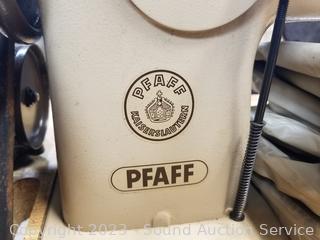 PFAFF
KAISERSLAUTERN
PFAFF
Copyright 2023 - Sound Auction Service